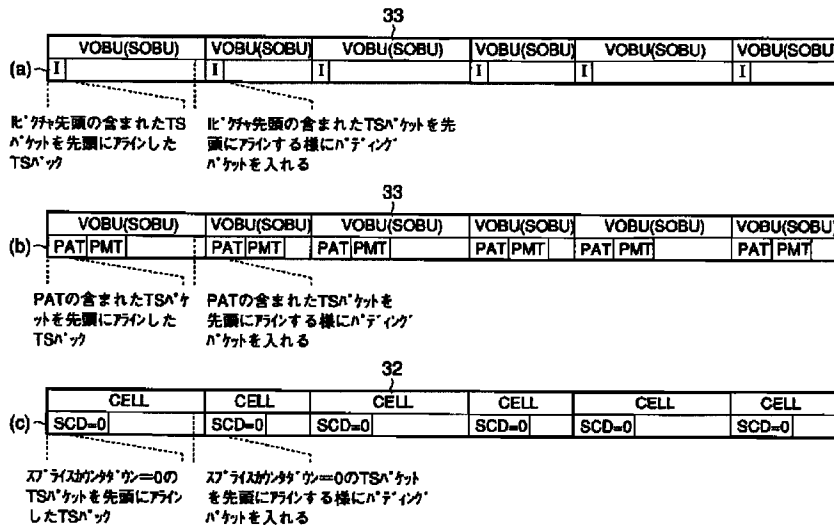 33
VOBU(SOBU) VOBU(SOBU) VOBU(SOBU) VOBU(SOBU) VOBU(SOBU) VOBU(SOBU)
(a) I I I I I I
Iピクチャ先頭の含まれたTS
パケットを先頭にアラインした
TSパック
Iピクチャ先頭の含まれたTSパケットを先
頭にアラインする様にパディング
パケットを入れる
33
VOBU(SOBU) VOBU(SOBU) VOBU(SOBU) VOBU(SOBU) VOBU(SOBU) VOBU(SOBU)
(b) PAT PMT PAT PMT PAT PMT PAT PMT PAT PMT PAT PMT
PATの含まれたTSパケ
ットを先頭にアラインした
TSパック
PATの含まれたTSパケットを
先頭にアラインする様にパディング
パケットを入れる
32
CELL CELL CELL CELL CELL CELL
(c) SCD=0 SCD=0 SCD=0 SCD=0 SCD=0 SCD=0
スプライスカウンタダウン=0の
TSパケットを先頭にアライン
したTSパック
スプライスカウンタダウン=0のTSパケット
を先頭にアラインする様にパディング
パケットを入れる